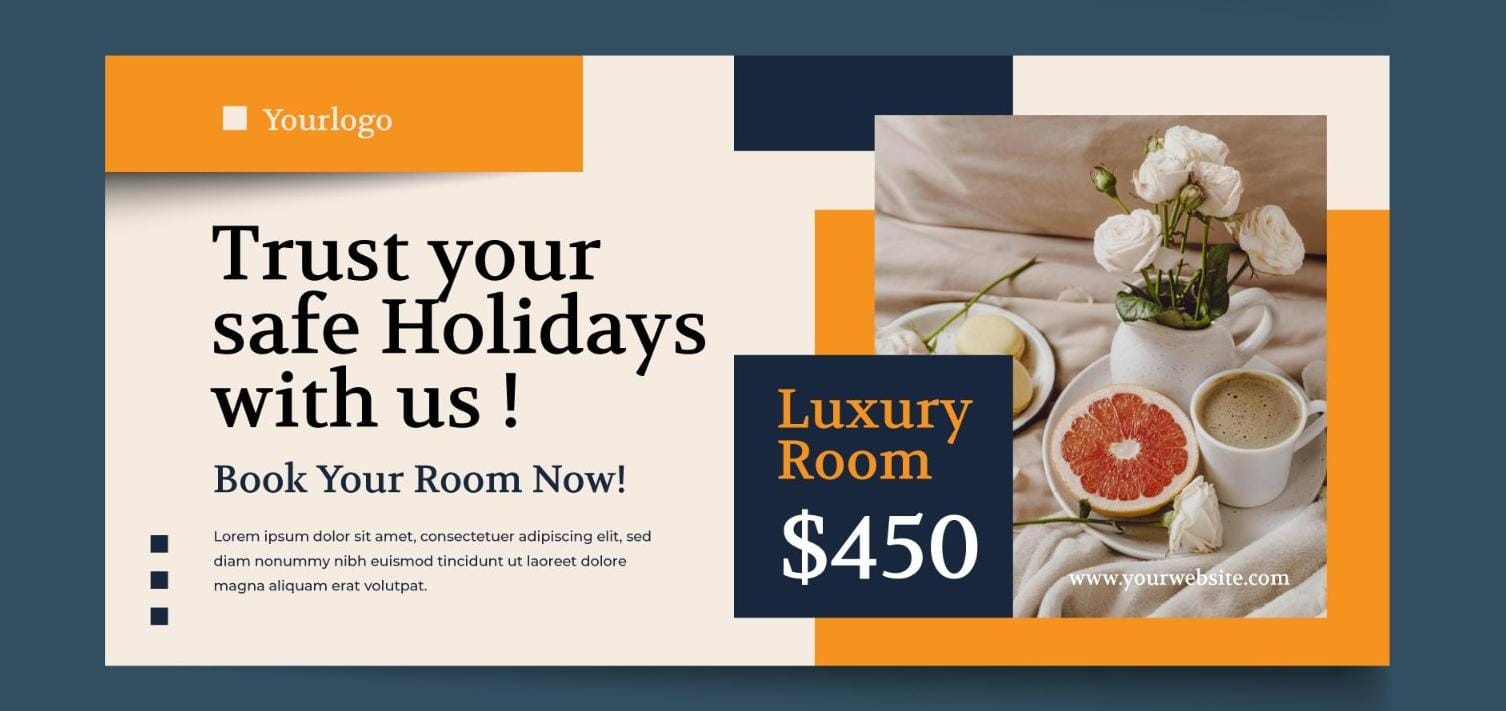 Yourlogo
Trust your
safe Holidays
with us !
Book Your Room Now!
Lorem ipsum dolor sit amet, consectetuer adipiscing elit, sed
diam nonummy nibh euismod tincidunt ut laoreet dolore
magna aliquam erat volutpat.
Luxury
Room
$450
www.yourwebsite.com